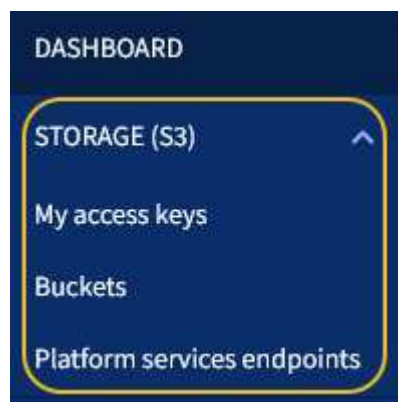 DASHBOARD
STORAGE (S3)
My access keys
Buckets
Platform services endpoints